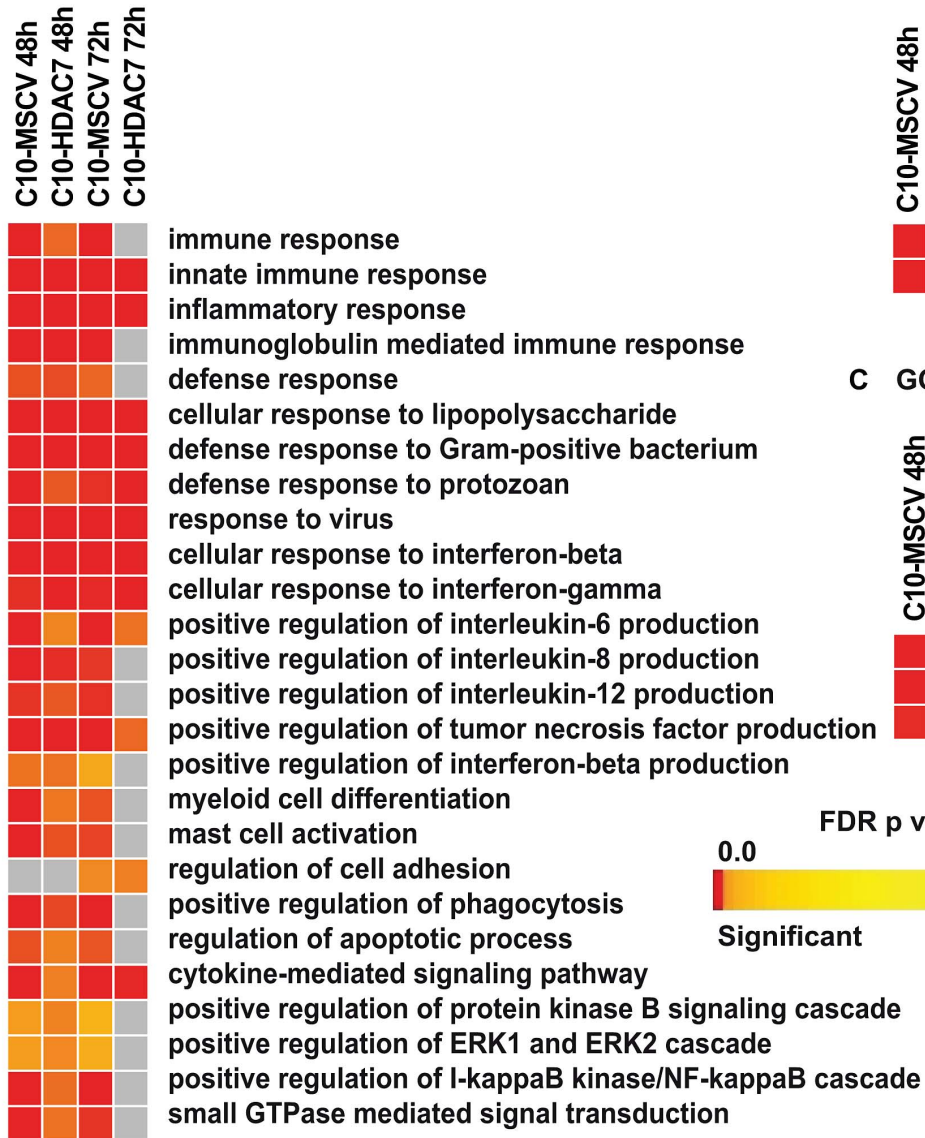 C10-MSCV 48h
C10-HDAC7 48h
C10-MSCV 72h
C10-HDAC7 72h
C10-MSCV 48h
immune response
innate immune response
inflammatory response
immunoglobulin mediated immune response
defense response
C GO
cellular response to lipopolysaccharide
defense response to Gram-positive bacterium
C10-MSCV 48h
defense response to protozoan
response to virus
cellular response to interferon-beta
cellular response to interferon-gamma
positive regulation of interleukin-6 production
positive regulation of interleukin-8 production
positive regulation of interleukin-12 production
positive regulation of tumor necrosis factor production
positive regulation of interferon-beta production
myeloid cell differentiation
mast cell activation
FDR p v
0.0
regulation of cell adhesion
positive regulation of phagocytosis
Significant
regulation of apoptotic process
cytokine-mediated signaling pathway
positive regulation of protein kinase B signaling cascade
positive regulation of ERK1 and ERK2 cascade
positive regulation of I-kappaB kinase/NF-kappaB cascade
small GTPase mediated signal transduction